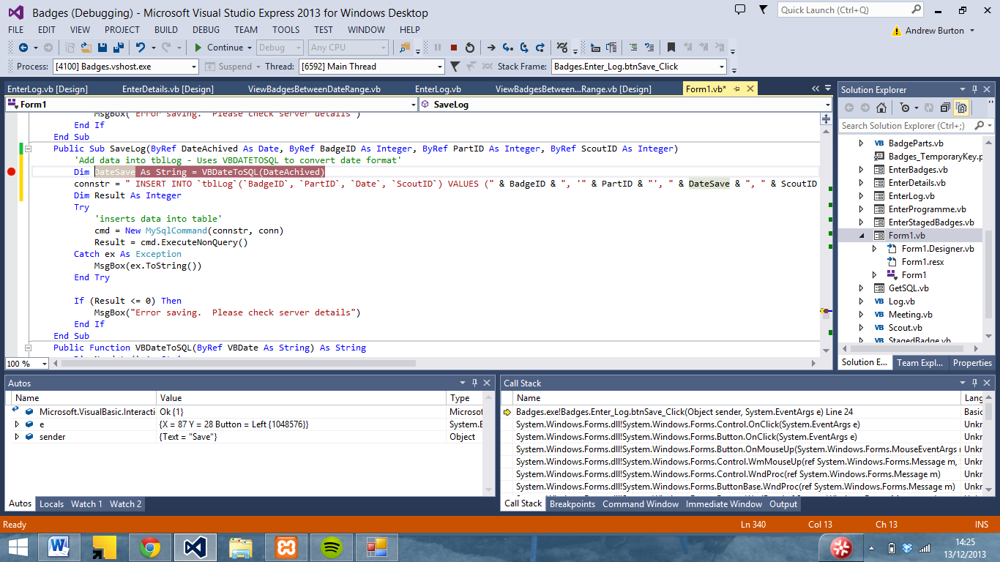 Badges (Debugging) - Microsoft Visual Studio Express 2013 for Windows Desktop
Quick Launch (Ctrl+Q)
FILE EDIT VIEW PROJECT BUILD DEBUG TEAM TOOLS TEST WINDOW HELP
Andrew Burton
Continue Debug Any CPU
Process: [4100] Badges.vshost.exe Suspend Thread: [6592] Main Thread Stack Frame: Badges.Enter_Log.btnSave_Click
EnterLog.vb [Design] EnterDetails.vb [Design] ViewBadgesBetweenDateRange.vb EnterLog.vb ViewBadgesBetween...Range.vb [Design] Form1.vb*
Form1 SaveLog
MsgBox("Error saving.  Please check server details")
End If
End Sub
Public Sub SaveLog(ByRef DateAchived As Date, ByRef BadgeID As Integer, ByRef PartID As Integer, ByRef ScoutID As Integer)
'Add data into tblLog - Uses VBDATETOSQL to convert date format'
Dim DateSave As String = VBDateToSQL(DateAchived)
connstr = " INSERT INTO `tblLog`(`BadgeID`, `PartID`, `Date`, `ScoutID`) VALUES (" & BadgeID & ", '" & PartID & "', " & DateSave & ", " & ScoutID
Dim Result As Integer
Try
'inserts data into table'
cmd = New MySqlCommand(connstr, conn)
Result = cmd.ExecuteNonQuery()
Catch ex As Exception
MsgBox(ex.ToString())
End Try
If (Result <= 0) Then
MsgBox("Error saving.  Please check server details")
End If
End Sub
Public Function VBDateToSQL(ByRef VBDate As String) As String
100 %
Solution Explorer
Search Solution Explorer (Ctrl+;)
BadgeParts.vb
Badges_TemporaryKey.p
EnterBadges.vb
EnterDetails.vb
EnterLog.vb
EnterProgramme.vb
EnterStagedBadges.vb
Form1.vb
Form1.Designer.vb
Form1.resx
Form1
GetSQL.vb
Log.vb
Meeting.vb
Scout.vb
StagedBadge.vb
Solution E... Team Expl... Properties
Autos
Name Value Type
Microsoft.VisualBasic.Interacti Ok {1} Microsof
e {X = 87 Y = 28 Button = Left {1048576}} System.E
sender {Text = "Save"} Object
Autos Locals Watch 1 Watch 2
Call Stack
Name Lang
Badges.exe!Badges.Enter_Log.btnSave_Click(Object sender, System.EventArgs e) Line 24 Basic
System.Windows.Forms.dll!System.Windows.Forms.Control.OnClick(System.EventArgs e) Unkr
System.Windows.Forms.dll!System.Windows.Forms.Button.OnClick(System.EventArgs e) Unkr
System.Windows.Forms.dll!System.Windows.Forms.Button.OnMouseUp(System.Windows.Forms.MouseEventArgs Unkr
System.Windows.Forms.dll!System.Windows.Forms.Control.WmMouseUp(ref System.Windows.Forms.Message m, Unkr
System.Windows.Forms.dll!System.Windows.Forms.Control.WndProc(ref System.Windows.Forms.Message m) Unkr
System.Windows.Forms.dll!System.Windows.Forms.ButtonBase.WndProc(ref System.Windows.Forms.Message m) Unkr
Call Stack Breakpoints Command Window Immediate Window Output
Ready Ln 340 Col 13 Ch 13 INS
14:25
13/12/2013